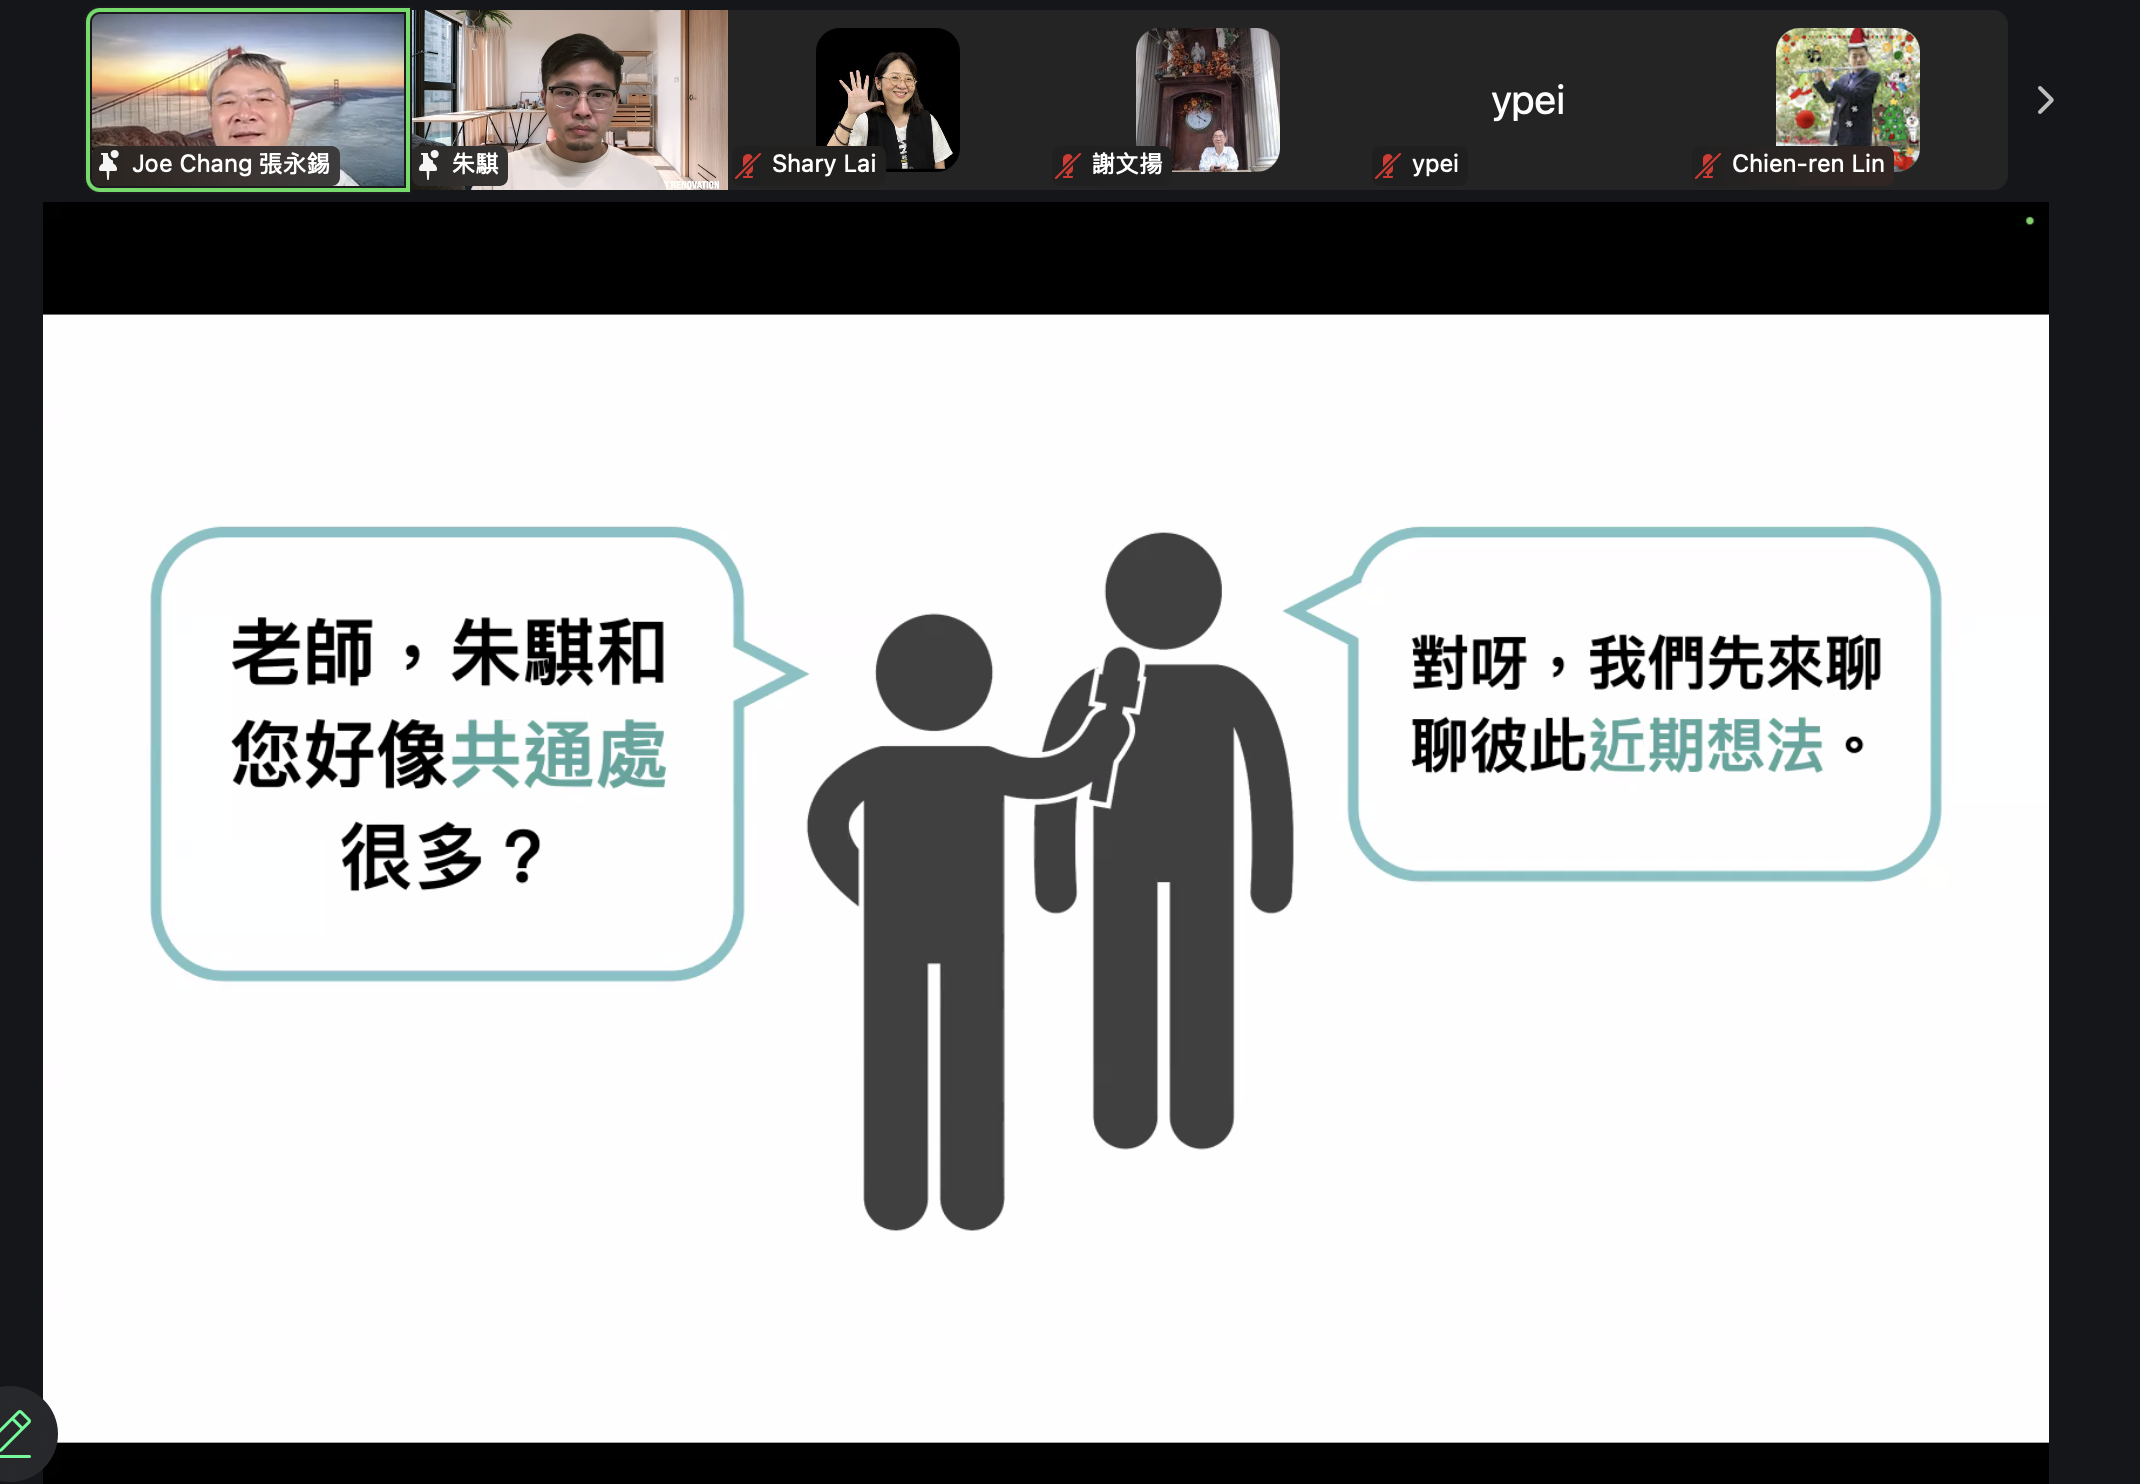 Joe Chang 張永錫
朱騏
Shary Lai
謝文揚
ypei
ypei
Chien-ren Lin
老師，朱騏和
您好像共通處
很多？
對呀，我們先來聊
聊彼此近期想法。